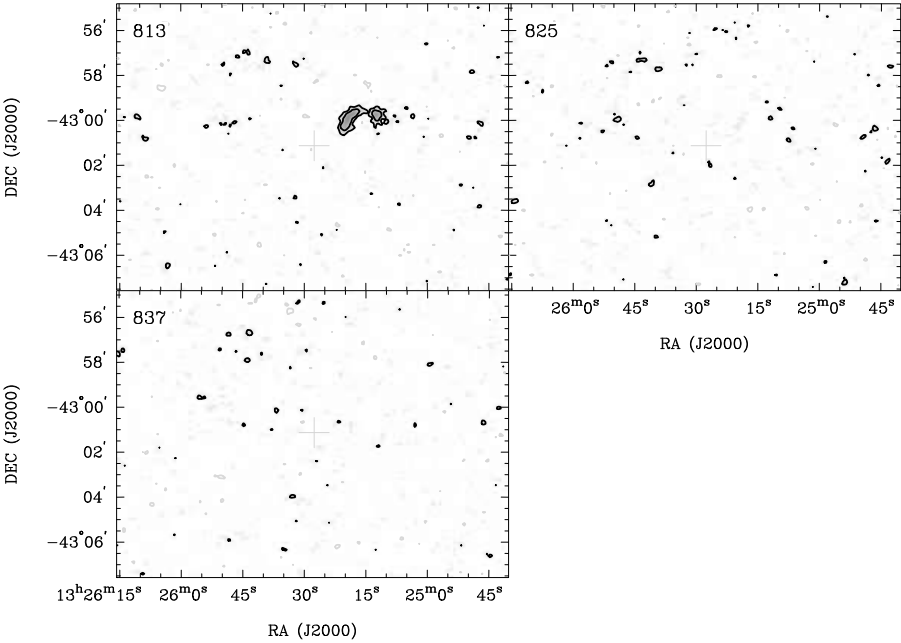 813
825
56′
58′
−43°00′
02′
04′
−43°06′
DEC (J2000)
26ᵐ0ˢ 45ˢ 30ˢ 15ˢ 25ᵐ0ˢ 45ˢ
RA (J2000)
837
56′
58′
−43°00′
02′
04′
−43°06′
DEC (J2000)
13ʰ26ᵐ15ˢ 26ᵐ0ˢ 45ˢ 30ˢ 15ˢ 25ᵐ0ˢ 45ˢ
RA (J2000)